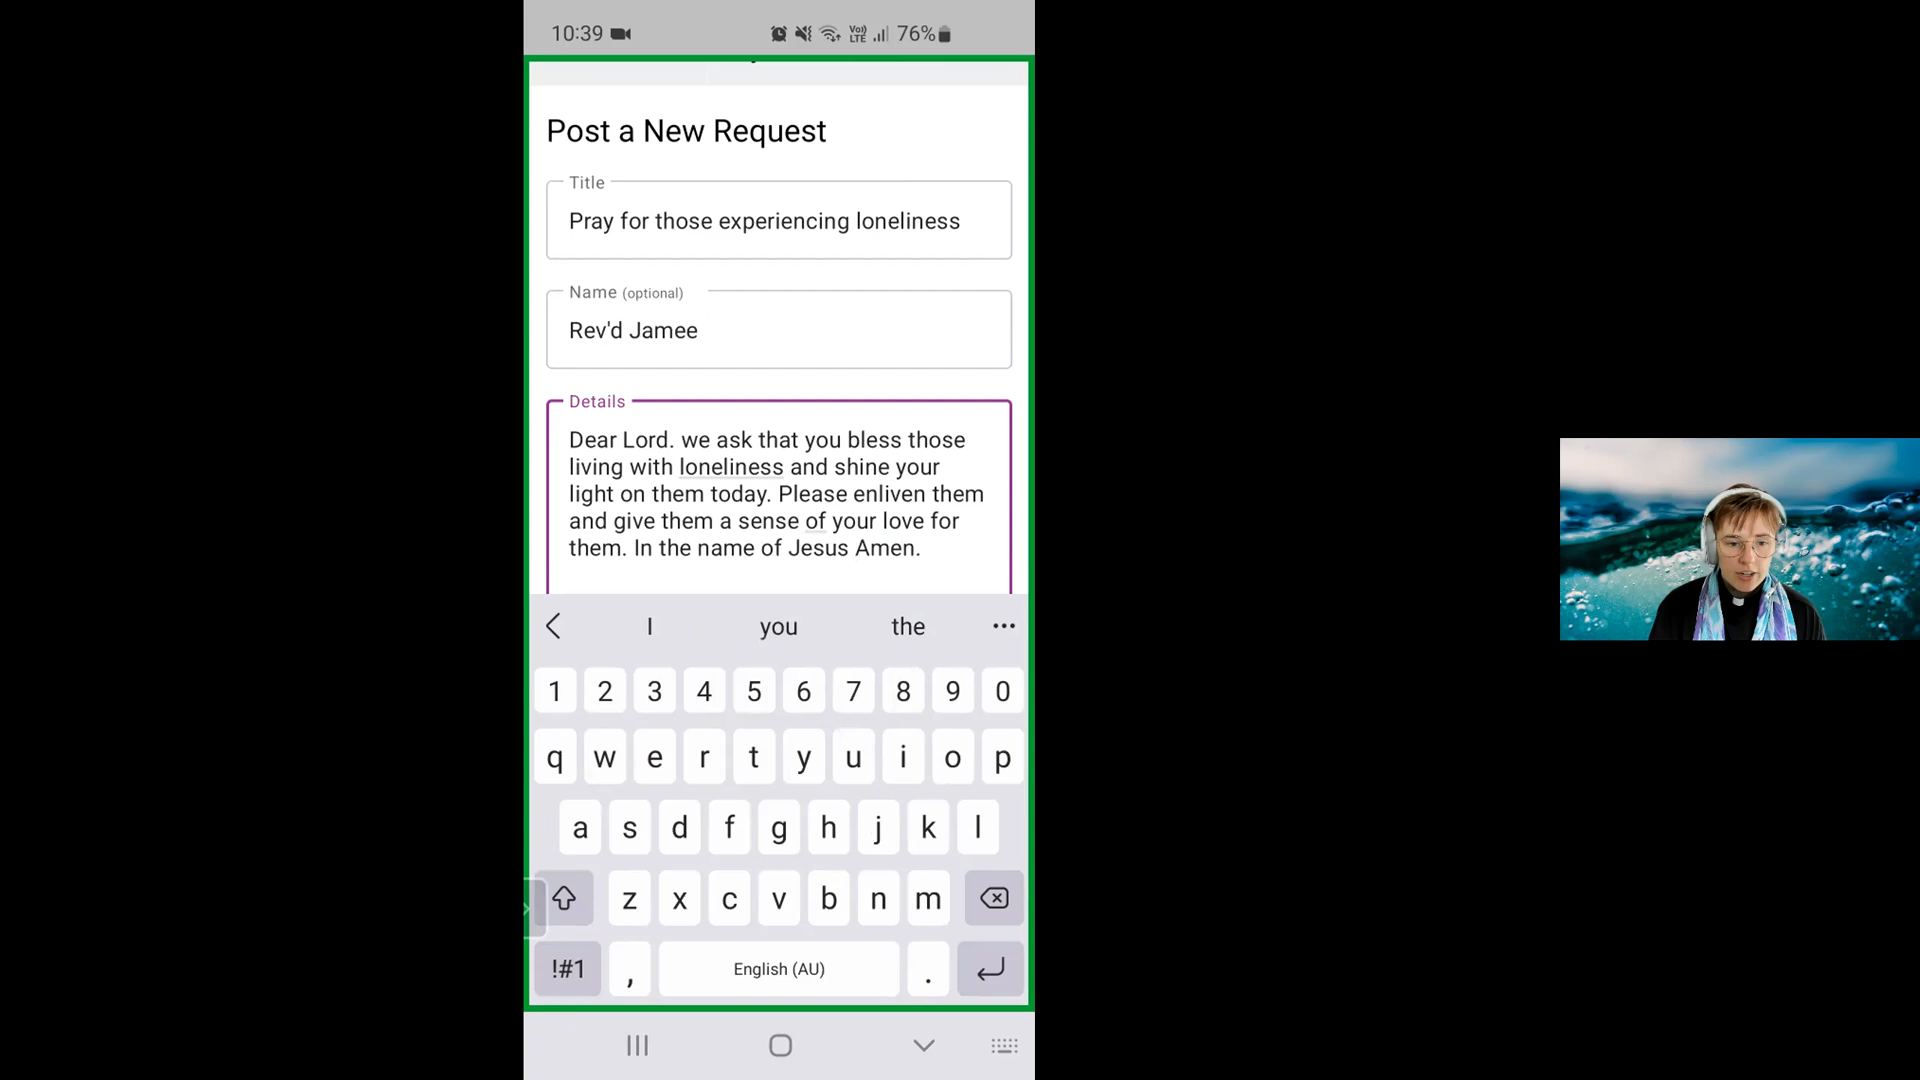 10:39
Vo)) LTE
76%
Post a New Request
Title
Pray for those experiencing loneliness
Name (optional)
Rev'd Jamee
Details
Dear Lord. we ask that you bless those
living with loneliness and shine your
light on them today. Please enliven them
and give them a sense of your love for
them. In the name of Jesus Amen.
I you the
1 2 3 4 5 6 7 8 9 0
q w e r t y u i o p
a s d f g h j k l
z x c v b n m
!#1 , English (AU) .